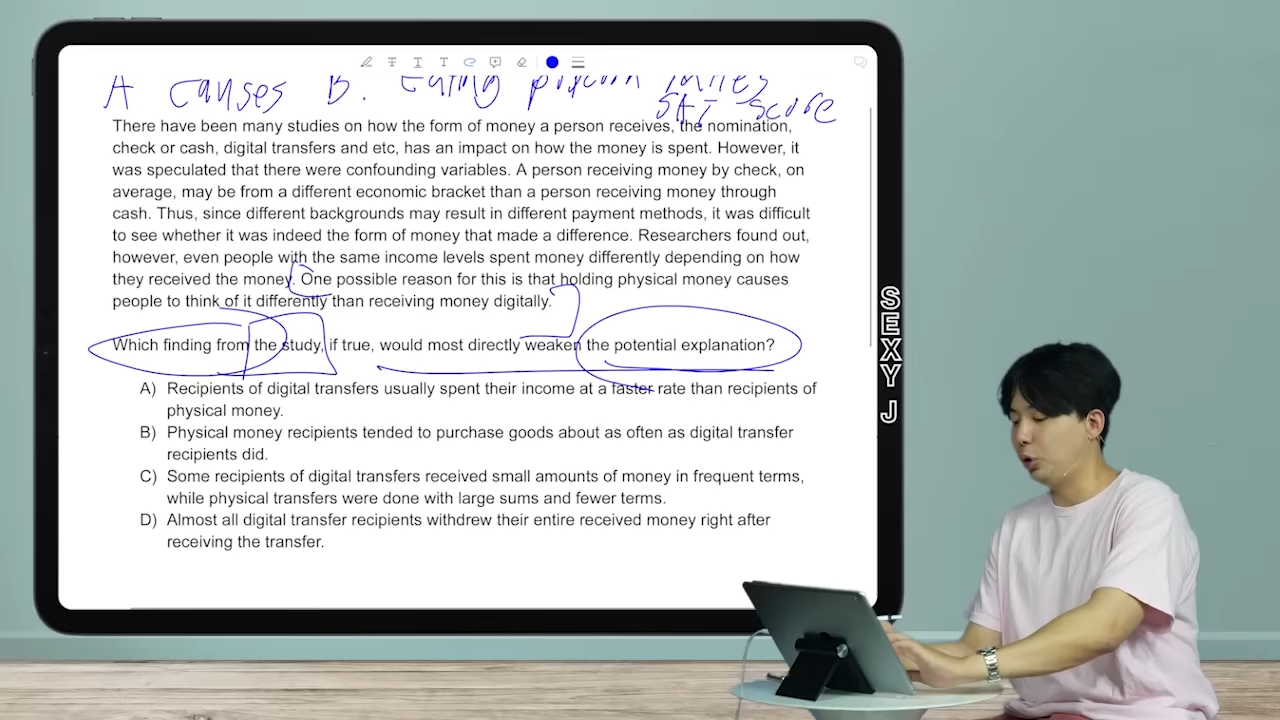 A causes B. Eating popcorn raises
SAT score
There have been many studies on how the form of money a person receives, the nomination,
check or cash, digital transfers and etc, has an impact on how the money is spent. However, it
was speculated that there were confounding variables. A person receiving money by check, on
average, may be from a different economic bracket than a person receiving money through
cash. Thus, since different backgrounds may result in different payment methods, it was difficult
to see whether it was indeed the form of money that made a difference. Researchers found out,
however, even people with the same income levels spent money differently depending on how
they received the money. One possible reason for this is that holding physical money causes
people to think of it differently than receiving money digitally.
Which finding from the study, if true, would most directly weaken the potential explanation?
A) Recipients of digital transfers usually spent their income at a faster rate than recipients of
physical money.
B) Physical money recipients tended to purchase goods about as often as digital transfer
recipients did.
C) Some recipients of digital transfers received small amounts of money in frequent terms,
while physical transfers were done with large sums and fewer terms.
D) Almost all digital transfer recipients withdrew their entire received money right after
receiving the transfer.
SEXY J